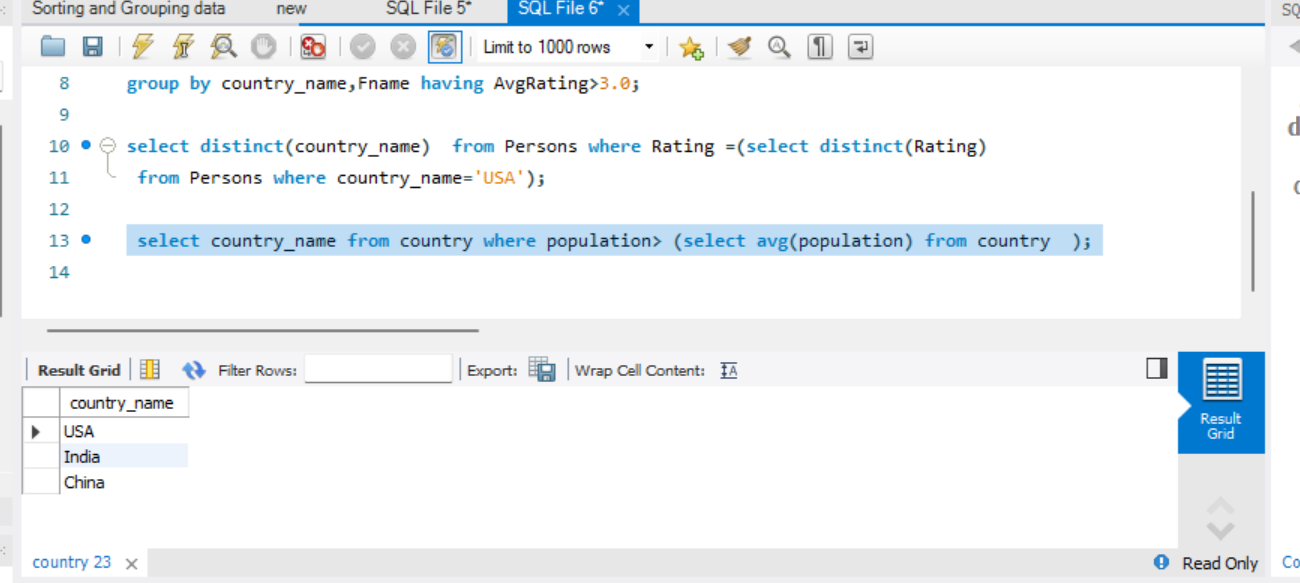 Sorting and Grouping data new SQL File 5* SQL File 6* × SQ
Limit to 1000 rows
8 group by country_name,Fname having AvgRating>3.0;
9
10 select distinct(country_name) from Persons where Rating =(select distinct(Rating)
11 from Persons where country_name='USA');
12
13 select country_name from country where population> (select avg(population) from country );
14
Result Grid Filter Rows: Export: Wrap Cell Content: IA
country_name
USA
India
China
Result
Grid
country 23 × Read Only Co